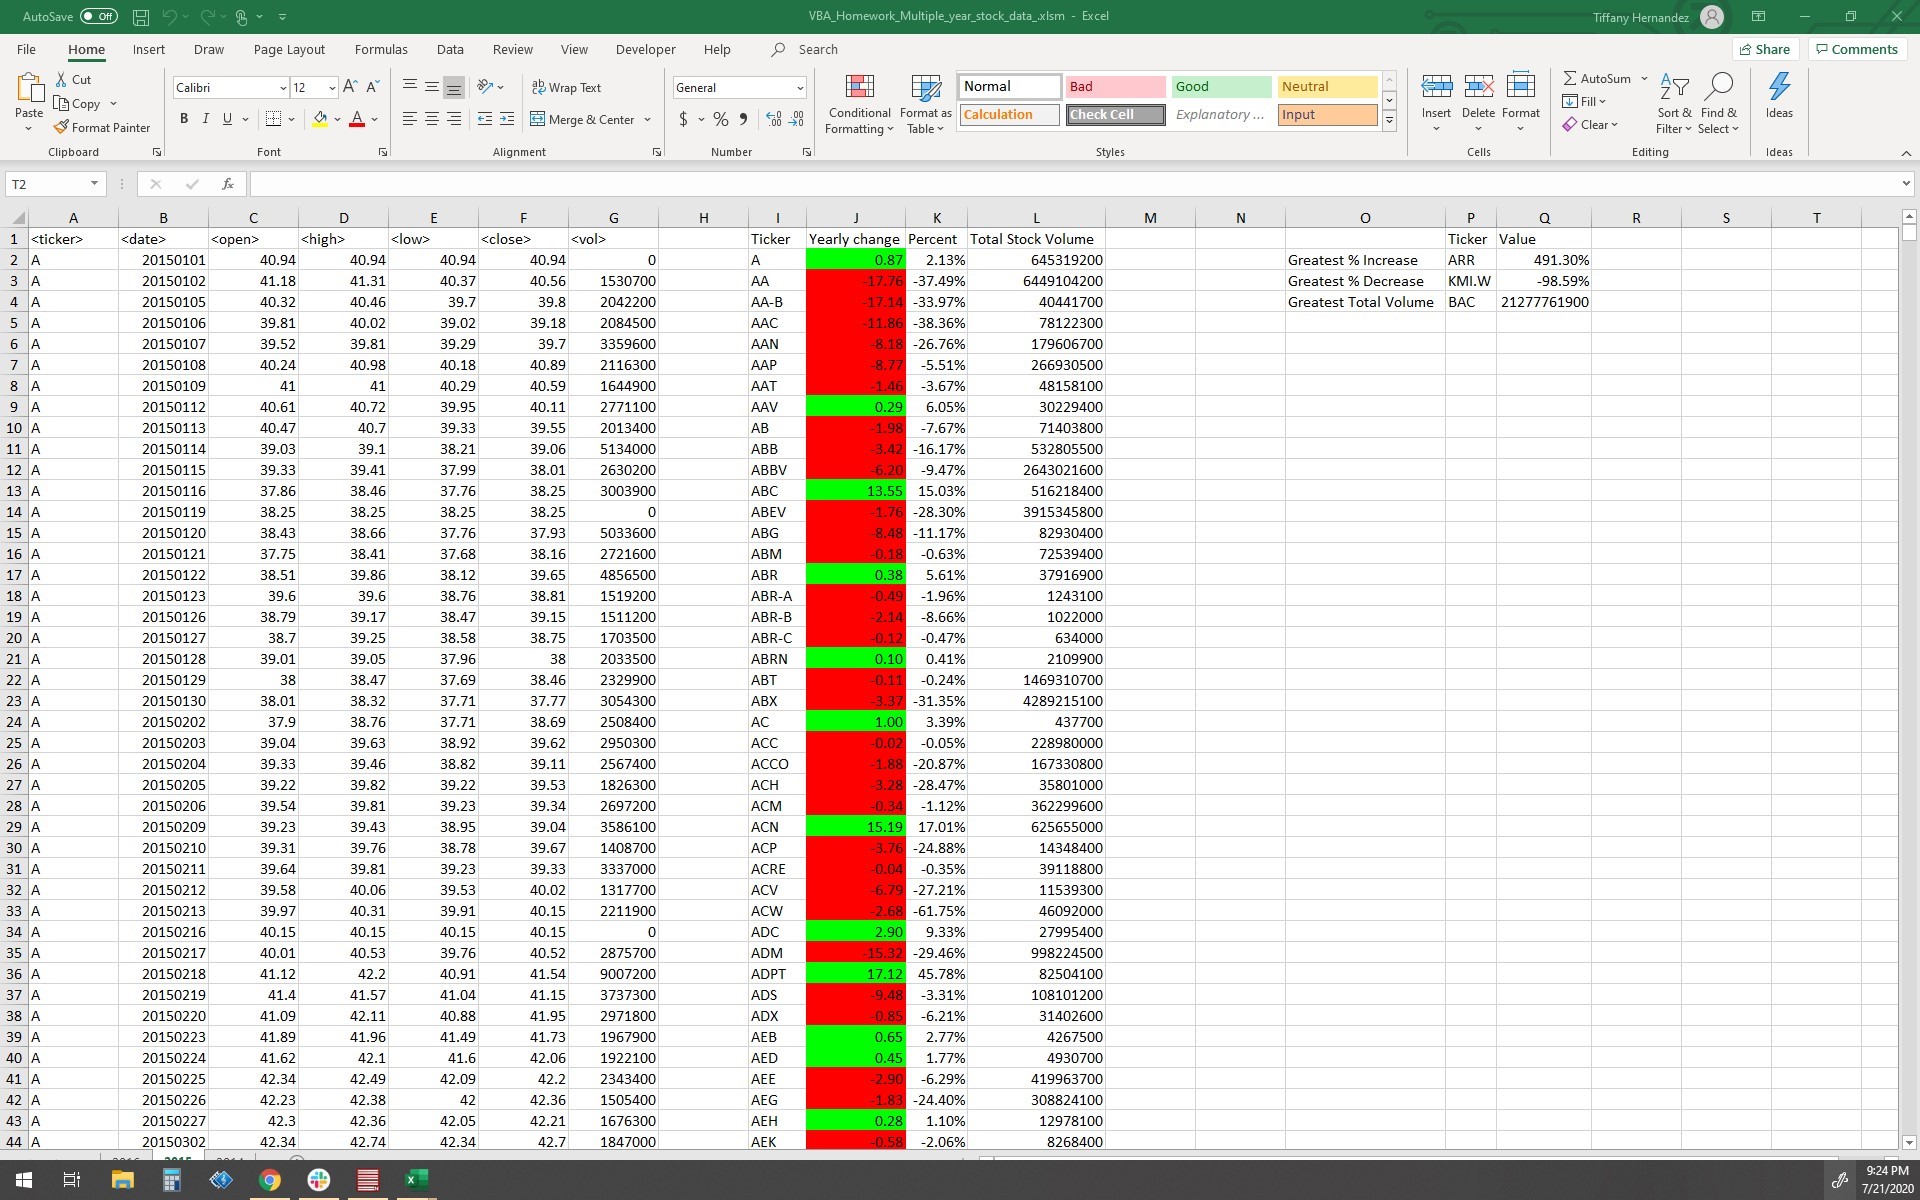 AutoSave Off VBA_Homework_Multiple_year_stock_data_.xlsm - Excel Tiffany Hernandez
File Home Insert Draw Page Layout Formulas Data Review View Developer Help Search Share Comments
Paste Cut Copy Format Painter Clipboard
Calibri 12 A A B I U A Font
ab Wrap Text Merge & Center Alignment
General $ % 9 Number
Conditional Formatting Format as Table
Normal Bad Good Neutral
Calculation Check Cell Explanatory ... Input
Styles
Insert Delete Format Cells
AutoSum Fill Clear Sort & Filter Find & Select Editing
Ideas Ideas
T2 fx
A B C D E F G H I J K L M N O P Q R S T
1 <ticker> <date> <open> <high> <low> <close> <vol> Ticker Yearly change Percent Total Stock Volume Ticker Value
2 A 20150101 40.94 40.94 40.94 40.94 0 A 0.87 2.13% 645319200 Greatest % Increase ARR 491.30%
3 A 20150102 41.18 41.31 40.37 40.56 1530700 AA -17.76 -37.49% 6449104200 Greatest % Decrease KMI.W -98.59%
4 A 20150105 40.32 40.46 39.7 39.8 2042200 AA-B -17.14 -33.97% 40441700 Greatest Total Volume BAC 21277761900
5 A 20150106 39.81 40.02 39.02 39.18 2084500 AAC -11.86 -38.36% 78122300
6 A 20150107 39.52 39.81 39.29 39.7 3359600 AAN -8.18 -26.76% 179606700
7 A 20150108 40.24 40.98 40.18 40.89 2116300 AAP -8.77 -5.51% 266930500
8 A 20150109 41 41 40.29 40.59 1644900 AAT -1.46 -3.67% 48158100
9 A 20150112 40.61 40.72 39.95 40.11 2771100 AAV 0.29 6.05% 30229400
10 A 20150113 40.47 40.7 39.33 39.55 2013400 AB -1.98 -7.67% 71403800
11 A 20150114 39.03 39.1 38.21 39.06 5134000 ABB -3.42 -16.17% 532805500
12 A 20150115 39.33 39.41 37.99 38.01 2630200 ABBV -6.20 -9.47% 2643021600
13 A 20150116 37.86 38.46 37.76 38.25 3003900 ABC 13.55 15.03% 516218400
14 A 20150119 38.25 38.25 38.25 38.25 0 ABEV -1.76 -28.30% 3915345800
15 A 20150120 38.43 38.66 37.76 37.93 5033600 ABG -8.48 -11.17% 82930400
16 A 20150121 37.75 38.41 37.68 38.16 2721600 ABM -0.18 -0.63% 72539400
17 A 20150122 38.51 39.86 38.12 39.65 4856500 ABR 0.38 5.61% 37916900
18 A 20150123 39.6 39.6 38.76 38.81 1519200 ABR-A -0.49 -1.96% 1243100
19 A 20150126 38.79 39.17 38.47 39.15 1511200 ABR-B -2.14 -8.66% 1022000
20 A 20150127 38.7 39.25 38.58 38.75 1703500 ABR-C -0.12 -0.47% 634000
21 A 20150128 39.01 39.05 37.96 38 2033500 ABRN 0.10 0.41% 2109900
22 A 20150129 38 38.47 37.69 38.46 2329900 ABT -0.11 -0.24% 1469310700
23 A 20150130 38.01 38.32 37.71 37.77 3054300 ABX -3.37 -31.35% 4289215100
24 A 20150202 37.9 38.76 37.71 38.69 2508400 AC 1.00 3.39% 437700
25 A 20150203 39.04 39.63 38.92 39.62 2950300 ACC -0.02 -0.05% 228980000
26 A 20150204 39.33 39.46 38.82 39.11 2567400 ACCO -1.88 -20.87% 167330800
27 A 20150205 39.22 39.82 39.22 39.53 1826300 ACH -3.28 -28.47% 35801000
28 A 20150206 39.54 39.81 39.23 39.34 2697200 ACM -0.34 -1.12% 362299600
29 A 20150209 39.23 39.43 38.95 39.04 3586100 ACN 15.19 17.01% 625655000
30 A 20150210 39.31 39.76 38.78 39.67 1408700 ACP -3.76 -24.88% 14348400
31 A 20150211 39.64 39.81 39.23 39.33 3337000 ACRE -0.04 -0.35% 39118800
32 A 20150212 39.58 40.06 39.53 40.02 1317700 ACV -6.79 -27.21% 11539300
33 A 20150213 39.97 40.31 39.91 40.15 2211900 ACW -2.68 -61.75% 46092000
34 A 20150216 40.15 40.15 40.15 40.15 0 ADC 2.90 9.33% 27995400
35 A 20150217 40.01 40.53 39.76 40.52 2875700 ADM -15.32 -29.46% 998224500
36 A 20150218 41.12 42.2 40.91 41.54 9007200 ADPT 17.12 45.78% 82504100
37 A 20150219 41.4 41.57 41.04 41.15 3737300 ADS -9.48 -3.31% 108101200
38 A 20150220 41.09 42.11 40.88 41.95 2971800 ADX -0.85 -6.21% 31402600
39 A 20150223 41.89 41.96 41.49 41.73 1967900 AEB 0.65 2.77% 4267500
40 A 20150224 41.62 42.1 41.6 42.06 1922100 AED 0.45 1.77% 4930700
41 A 20150225 42.34 42.49 42.09 42.2 2343400 AEE -2.90 -6.29% 419963700
42 A 20150226 42.23 42.38 42 42.36 1505400 AEG -1.83 -24.40% 308824100
43 A 20150227 42.3 42.36 42.05 42.21 1676300 AEH 0.28 1.10% 12978100
44 A 20150302 42.34 42.74 42.34 42.7 1847000 AEK -0.58 -2.06% 8268400
2016 2015 2014
9:24 PM
7/21/2020